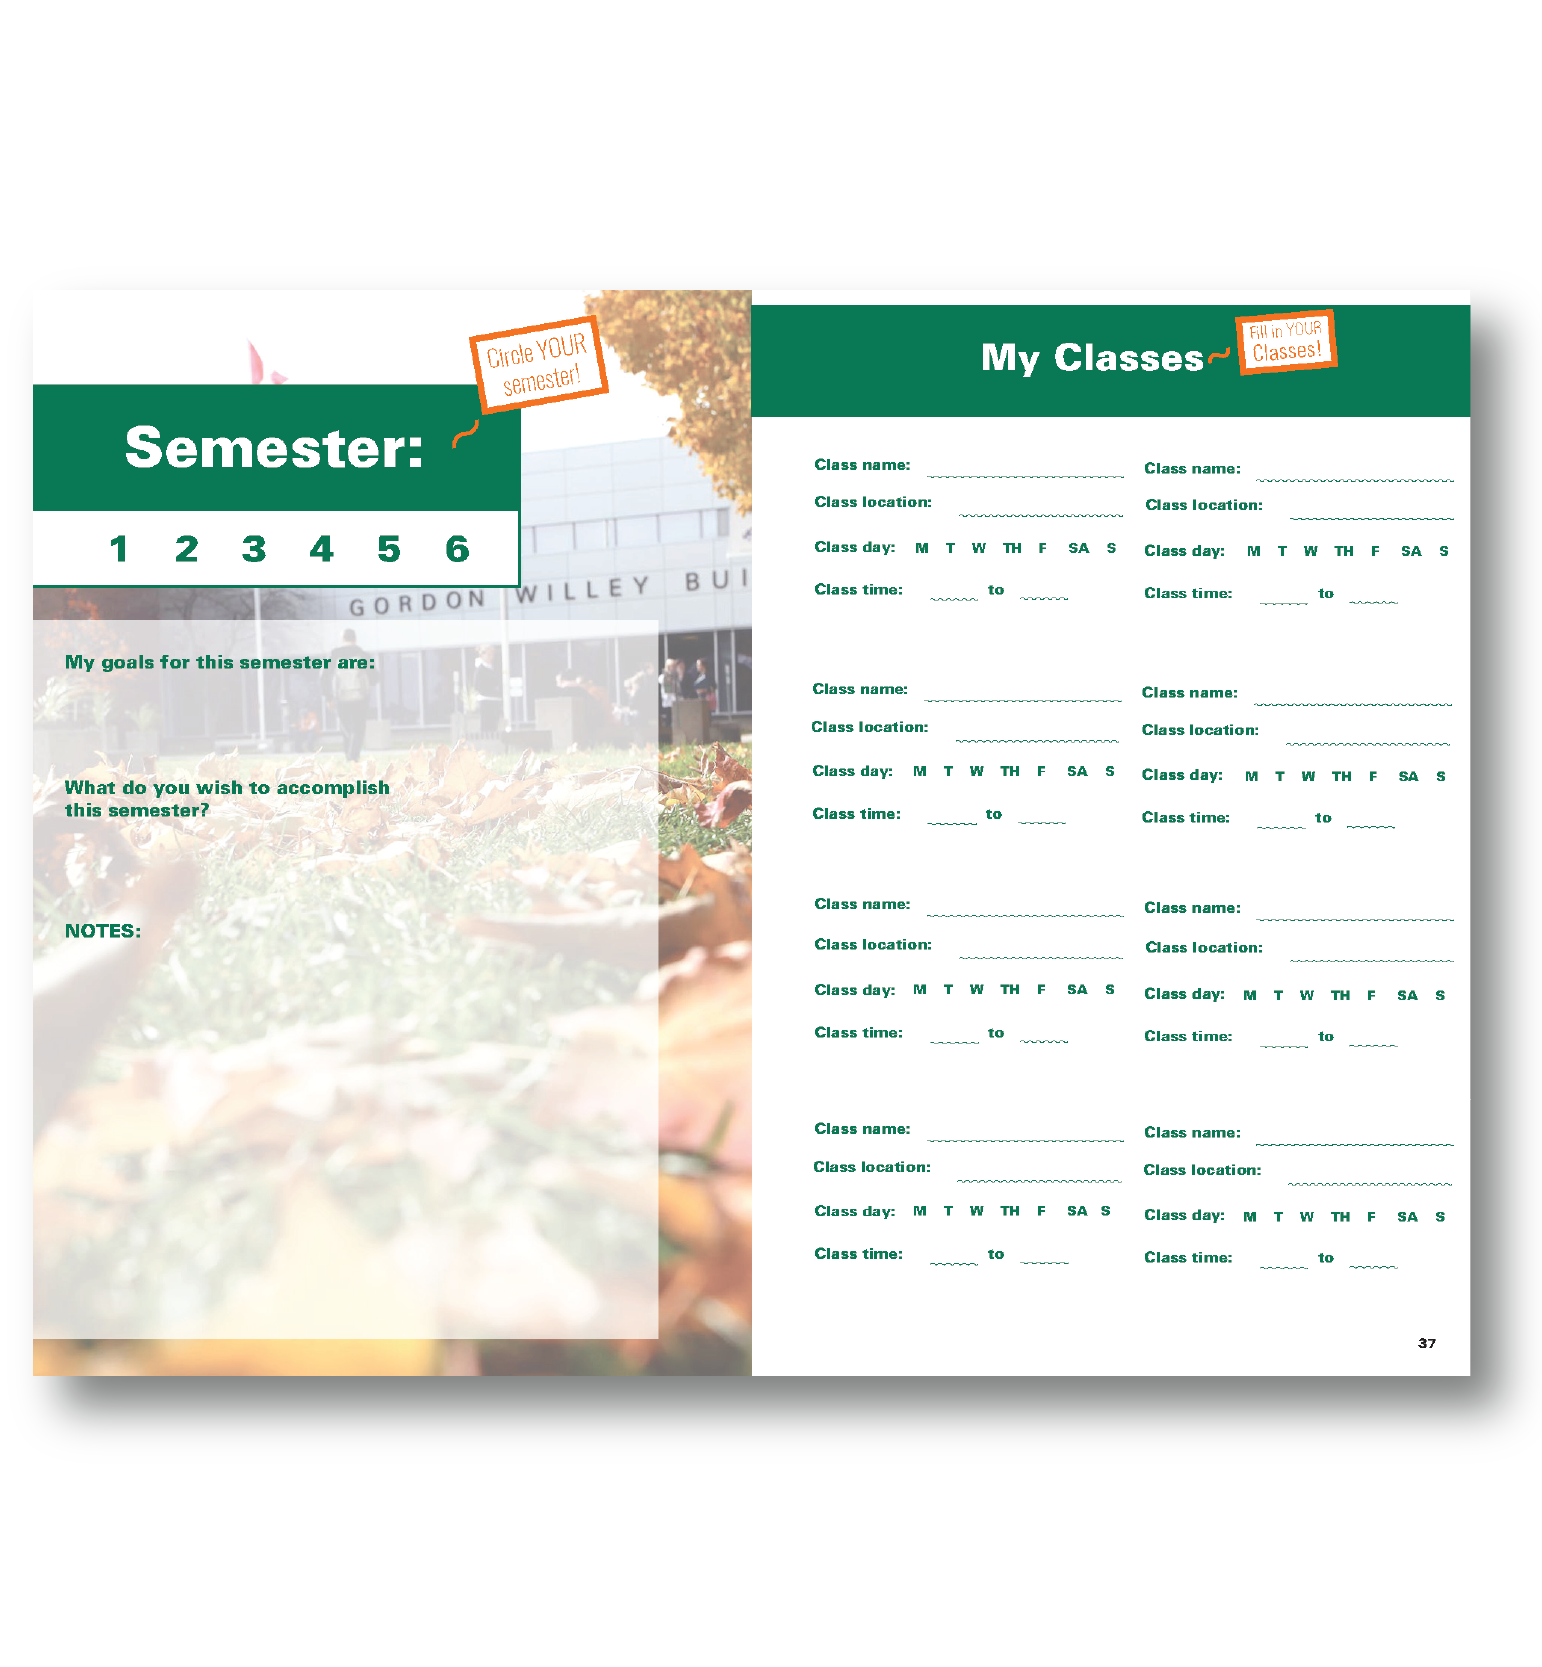 Circle YOUR
semester!
Semester:
1 2 3 4 5 6
GORDON WILLEY BUI
My goals for this semester are:
What do you wish to accomplish
this semester?
NOTES:
My Classes
Fill in YOUR
Classes!
Class name:
Class location:
Class day: M T W TH F SA S
Class time: to
Class name:
Class location:
Class day: M T W TH F SA S
Class time: to
Class name:
Class location:
Class day: M T W TH F SA S
Class time: to
Class name:
Class location:
Class day: M T W TH F SA S
Class time: to
Class name:
Class location:
Class day: M T W TH F SA S
Class time: to
Class name:
Class location:
Class day: M T W TH F SA S
Class time: to
Class name:
Class location:
Class day: M T W TH F SA S
Class time: to
Class name:
Class location:
Class day: M T W TH F SA S
Class time: to
37